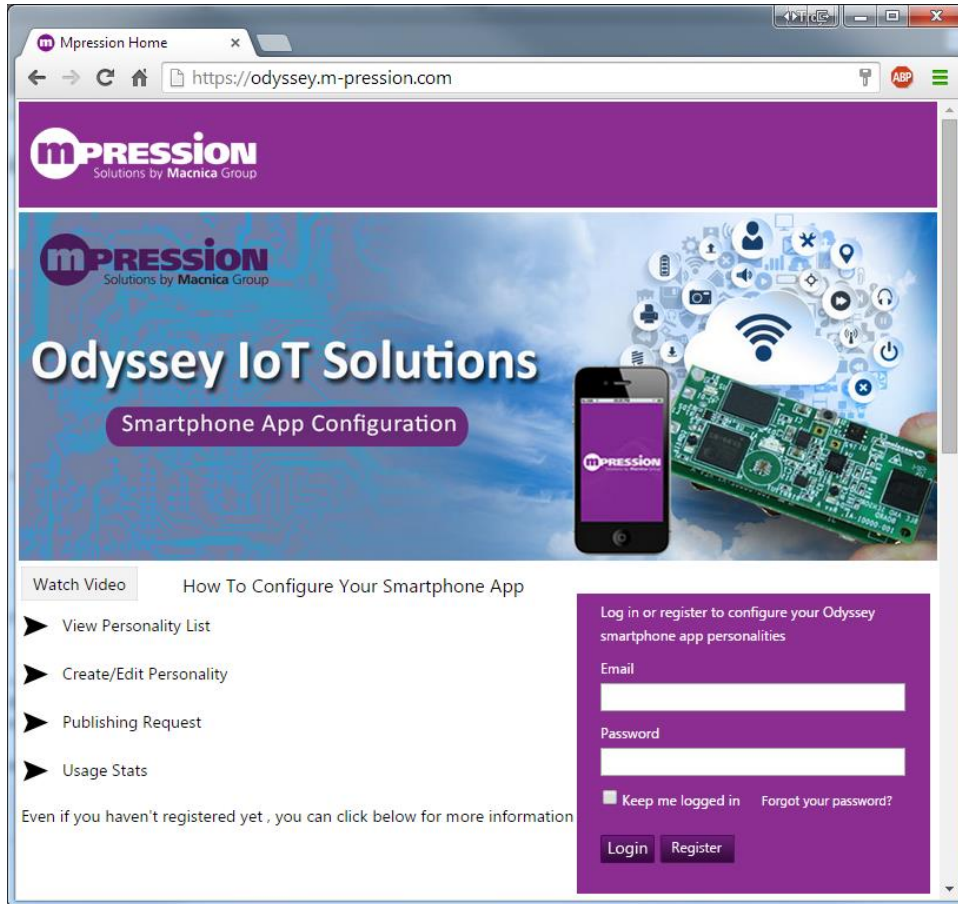 Mpression Home
https://odyssey.m-pression.com
ABP
mPRESSION
Solutions by Macnica Group
mPRESSION
Solutions by Macnica Group
Odyssey IoT Solutions
Smartphone App Configuration
mPRESSION
Watch Video
How To Configure Your Smartphone App
View Personality List
Create/Edit Personality
Publishing Request
Usage Stats
Even if you haven't registered yet , you can click below for more information
Log in or register to configure your Odyssey
smartphone app personalities
Email
Password
Keep me logged in
Forgot your password?
Login
Register